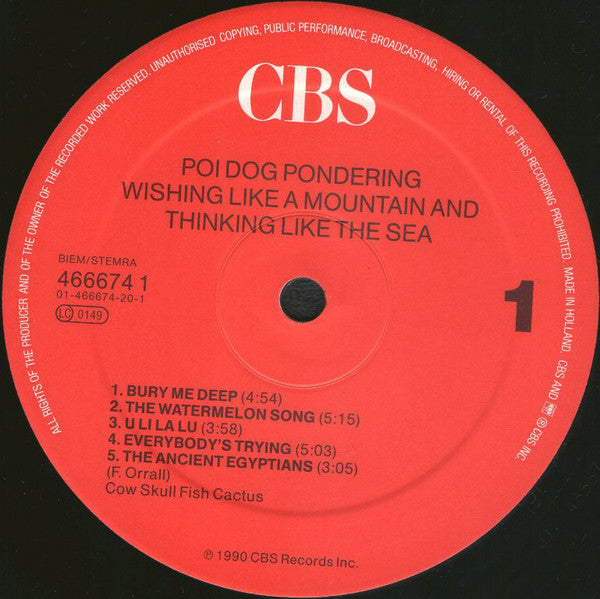 ALL RIGHTS OF THE PRODUCER AND OF THE OWNER OF THE RECORDED WORK RESERVED. UNAUTHORISED COPYING, PUBLIC PERFORMANCE, BROADCASTING, HIRING OR RENTAL OF THIS RECORDING PROHIBITED. MADE IN HOLLAND. CBS AND ℗ CBS INC.
CBS
POI DOG PONDERING
WISHING LIKE A MOUNTAIN AND
THINKING LIKE THE SEA
BIEM/STEMRA
466674 1
01-466674-20-1
LC 0149
1
1. BURY ME DEEP (4:54)
2. THE WATERMELON SONG (5:15)
3. U LI LA LU (3:58)
4. EVERYBODY'S TRYING (5:03)
5. THE ANCIENT EGYPTIANS (3:05)
(F. Orrall)
Cow Skull Fish Cactus
℗ 1990 CBS Records Inc.